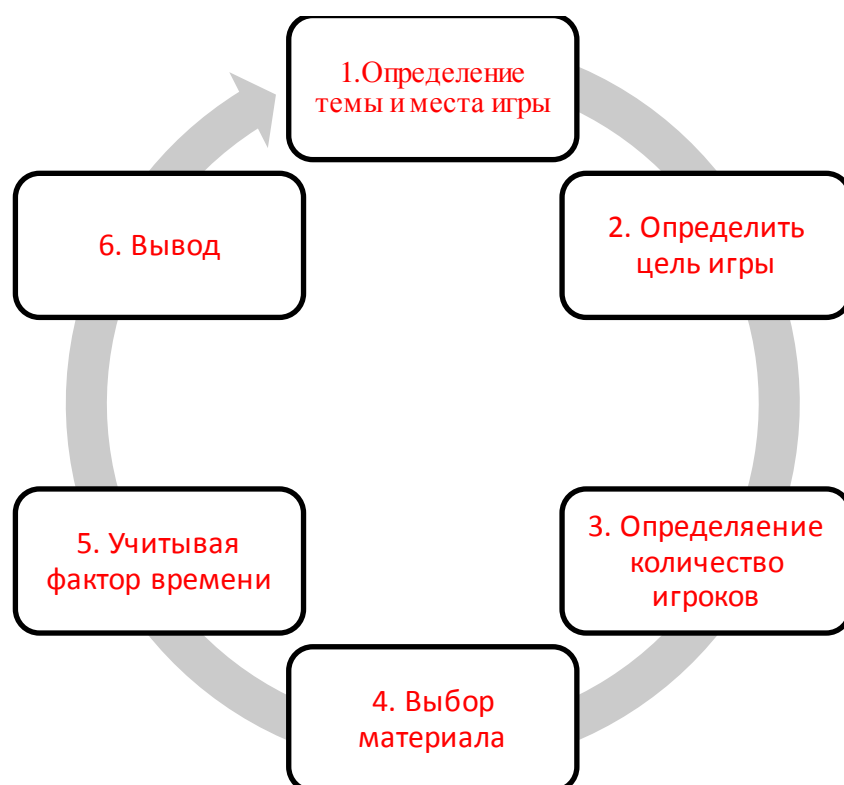 1.Определение
темы и места игры
2. Определить
цель игры
3. Определяение
количество
игроков
4. Выбор
материала
5. Учитывая
фактор времени
6. Вывод